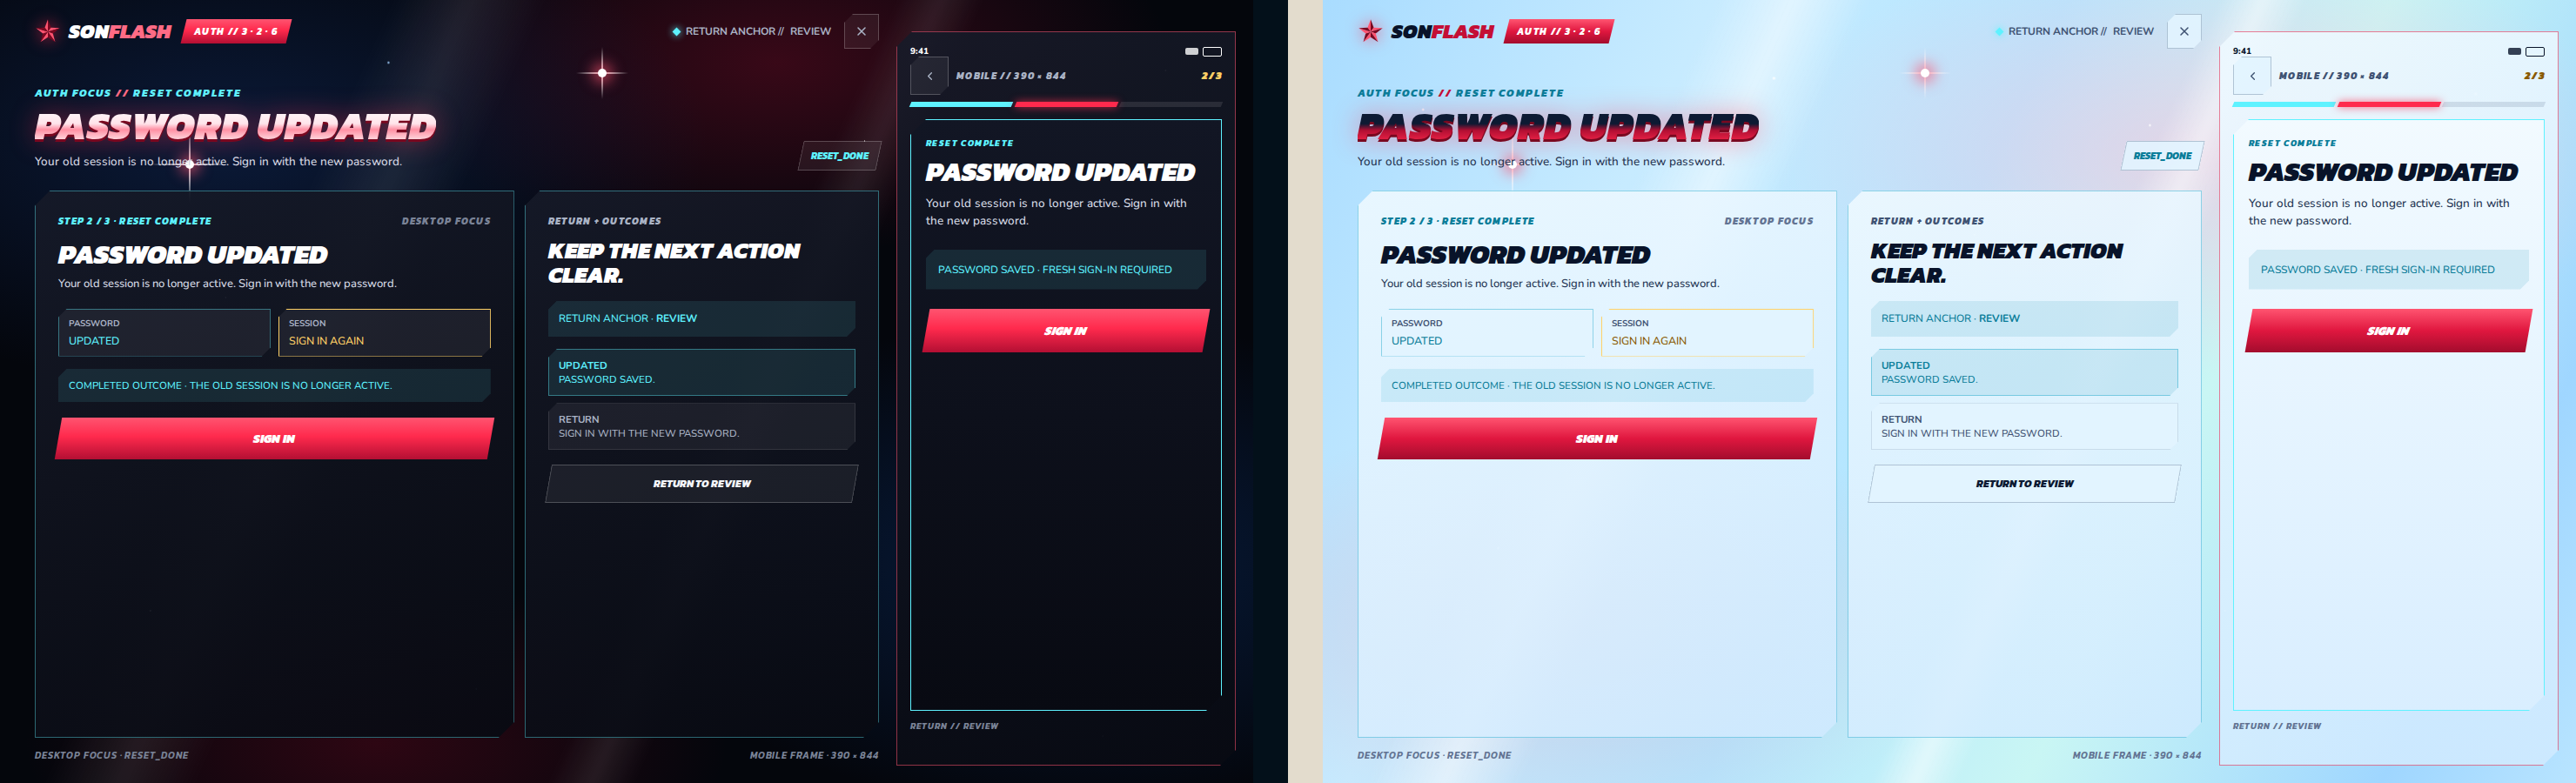 SONFLASH
AUTH // 3 · 2 · 6
RETURN ANCHOR // REVIEW
×
AUTH FOCUS // RESET COMPLETE
PASSWORD UPDATED
Your old session is no longer active. Sign in with the new password.
RESET_DONE
STEP 2 / 3 · RESET COMPLETE
DESKTOP FOCUS
PASSWORD UPDATED
Your old session is no longer active. Sign in with the new password.
PASSWORD
UPDATED
SESSION
SIGN IN AGAIN
COMPLETED OUTCOME · THE OLD SESSION IS NO LONGER ACTIVE.
SIGN IN
RETURN + OUTCOMES
KEEP THE NEXT ACTION
CLEAR.
RETURN ANCHOR · REVIEW
UPDATED
PASSWORD SAVED.
RETURN
SIGN IN WITH THE NEW PASSWORD.
RETURN TO REVIEW
DESKTOP FOCUS · RESET_DONE
MOBILE FRAME · 390 × 844
9:41
MOBILE // 390 × 844
2/3
RESET COMPLETE
PASSWORD UPDATED
Your old session is no longer active. Sign in with
the new password.
PASSWORD SAVED · FRESH SIGN-IN REQUIRED
SIGN IN
RETURN // REVIEW
SONFLASH
AUTH // 3 · 2 · 6
RETURN ANCHOR // REVIEW
×
AUTH FOCUS // RESET COMPLETE
PASSWORD UPDATED
Your old session is no longer active. Sign in with the new password.
RESET_DONE
STEP 2 / 3 · RESET COMPLETE
DESKTOP FOCUS
PASSWORD UPDATED
Your old session is no longer active. Sign in with the new password.
PASSWORD
UPDATED
SESSION
SIGN IN AGAIN
COMPLETED OUTCOME · THE OLD SESSION IS NO LONGER ACTIVE.
SIGN IN
RETURN + OUTCOMES
KEEP THE NEXT ACTION
CLEAR.
RETURN ANCHOR · REVIEW
UPDATED
PASSWORD SAVED.
RETURN
SIGN IN WITH THE NEW PASSWORD.
RETURN TO REVIEW
DESKTOP FOCUS · RESET_DONE
MOBILE FRAME · 390 × 844
9:41
MOBILE // 390 × 844
2/3
RESET COMPLETE
PASSWORD UPDATED
Your old session is no longer active. Sign in with
the new password.
PASSWORD SAVED · FRESH SIGN-IN REQUIRED
SIGN IN
RETURN // REVIEW